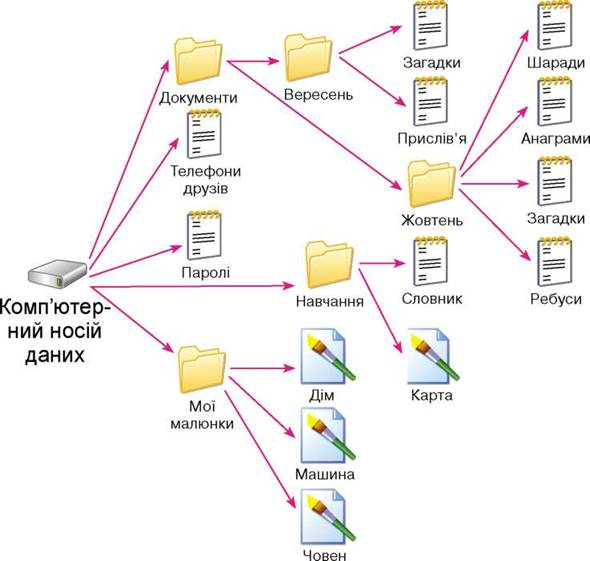 Загадки
Шаради
Документи
Вересень
Прислів'я
Анаграми
Телефони
друзів
Жовтень
Загадки
Паролі
Навчання
Словник
Ребуси
Комп'ютер-
ний носій
даних
Мої
малюнки
Дім
Карта
Машина
Човен